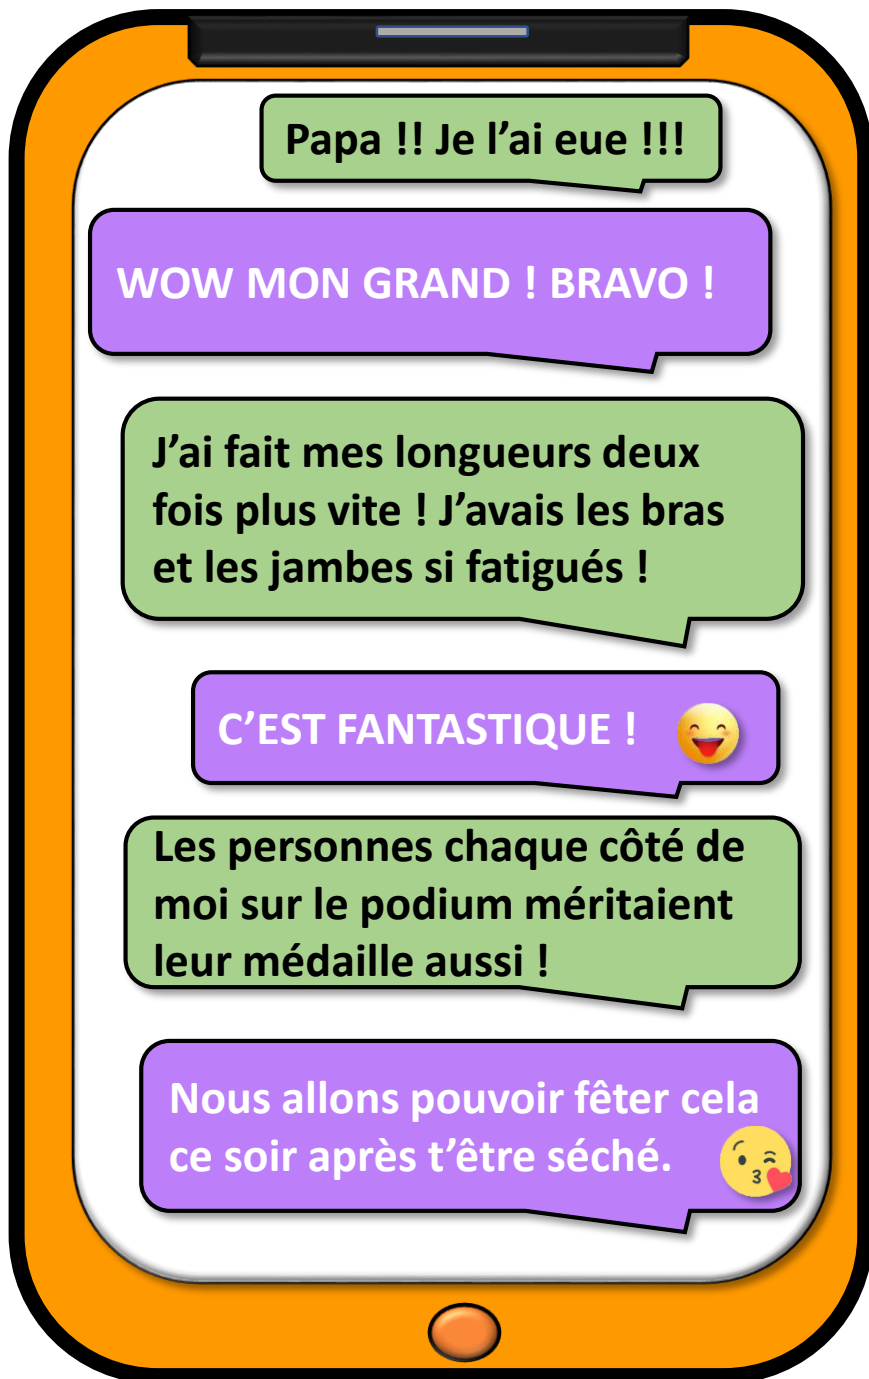 Papa !! Je l’ai eue !!!
WOW MON GRAND ! BRAVO !
J’ai fait mes longueurs deux
fois plus vite ! J’avais les bras
et les jambes si fatigués !
C’EST FANTASTIQUE !
Les personnes chaque côté de
moi sur le podium méritaient
leur médaille aussi !
Nous allons pouvoir fêter cela
ce soir après t’être séché.